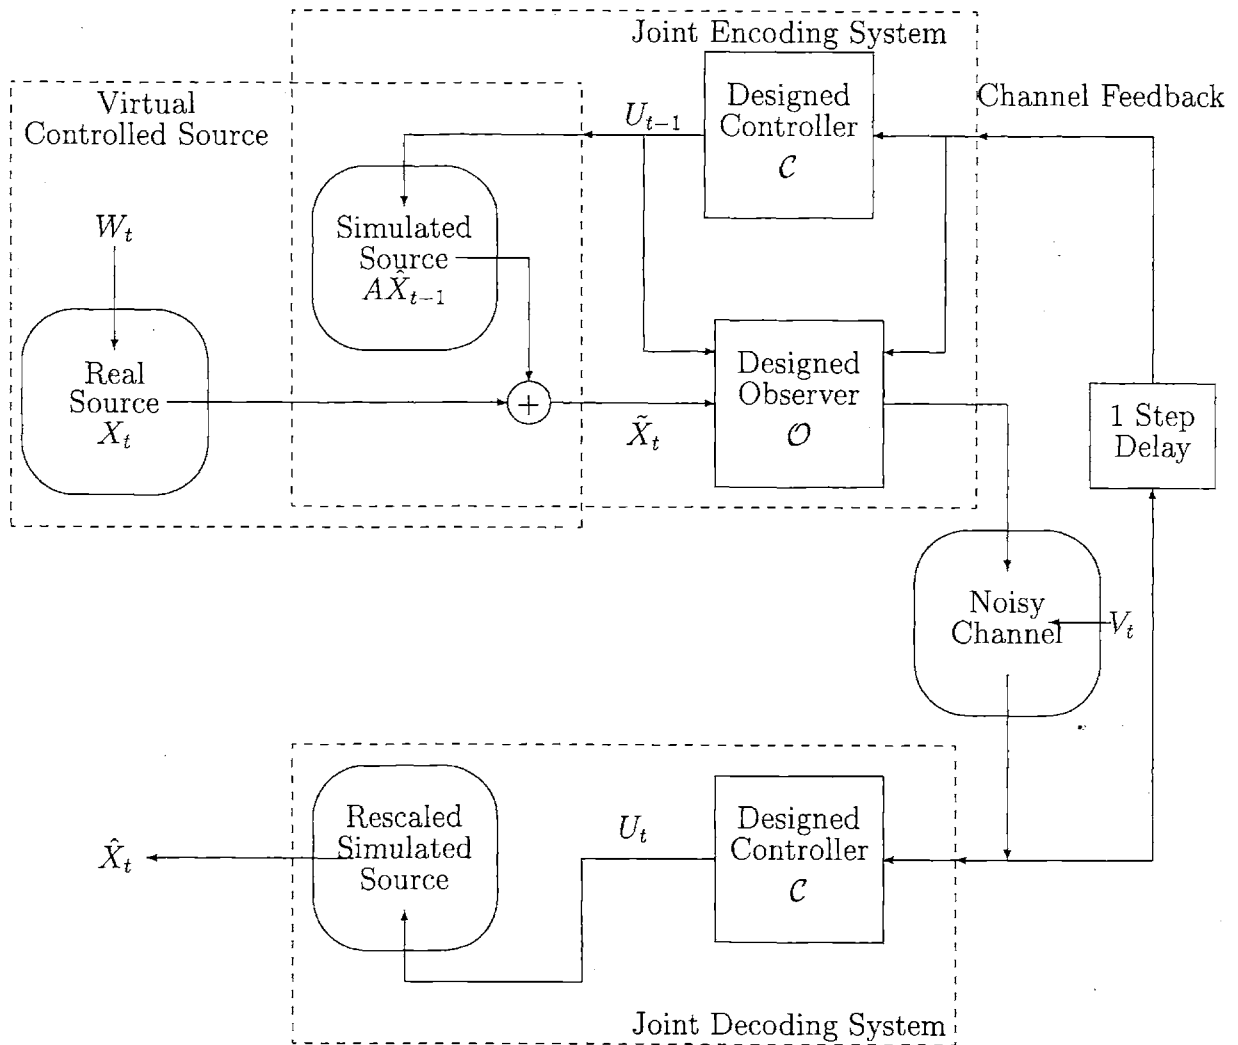 Joint Encoding System
Virtual
Controlled Source
Designed
Controller
𝒞
Channel Feedback
U_{t-1}
W_t
Simulated
Source
AX̂_{t-1}
Real
Source
X_t
+
X̃_t
Designed
Observer
𝒪
1 Step
Delay
Noisy
Channel
V_t
Rescaled
Simulated
Source
X̂_t
U_t
Designed
Controller
𝒞
Joint Decoding System